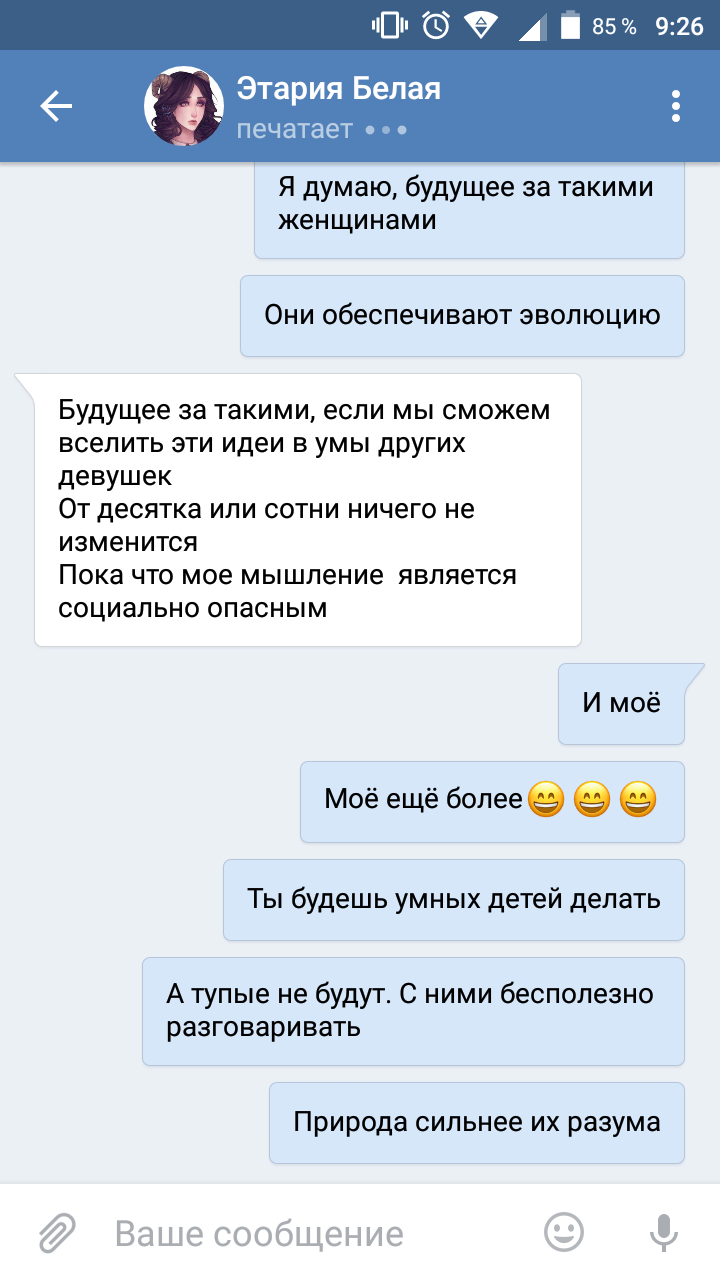 85 % 9:26
Этария Белая
печатает
Я думаю, будущее за такими
женщинами
Они обеспечивают эволюцию
Будущее за такими, если мы сможем
вселить эти идеи в умы других
девушек
От десятка или сотни ничего не
изменится
Пока что мое мышление  является
социально опасным
И моё
Моё ещё более😄😄😄
Ты будешь умных детей делать
А тупые не будут. С ними бесполезно
разговаривать
Природа сильнее их разума
Ваше сообщение